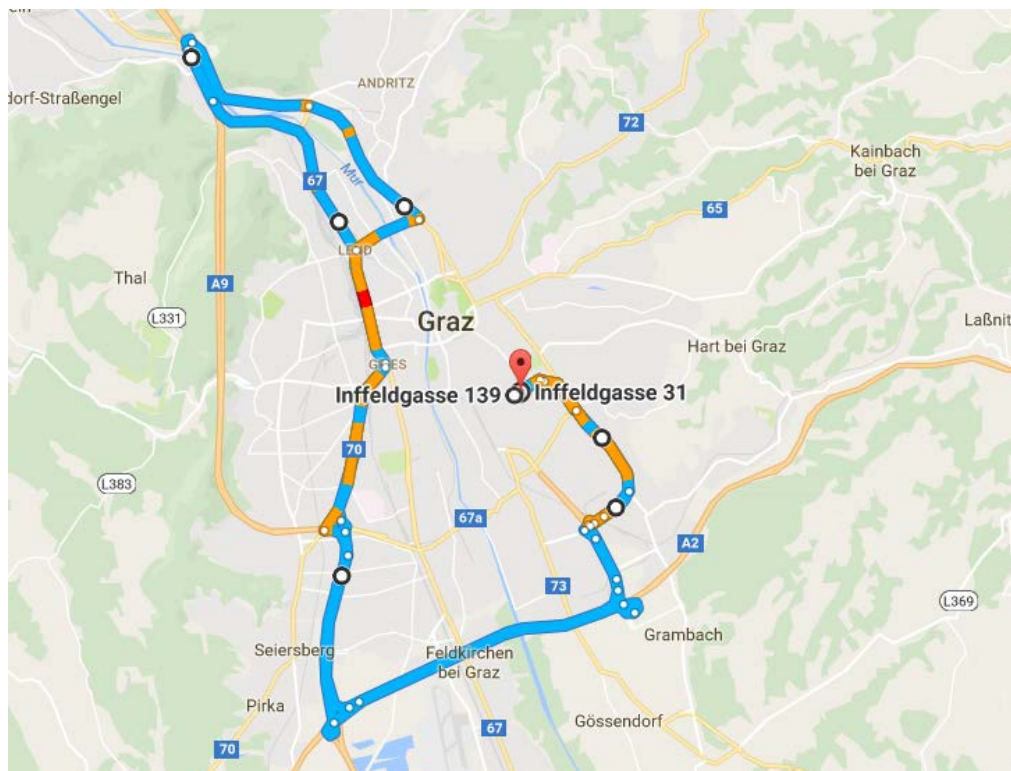 ein
ANDRITZ
dorf-Straßengel
72
Kainbach
bei Graz
67
Mur
65
LEND
Thal
A9
L331
Graz
Laßnit
Hart bei Graz
GRIES
Inffeldgasse 139
Inffeldgasse 31
70
L383
67a
A2
73
L369
Grambach
Seiersberg
Feldkirchen
bei Graz
Pirka
Gössendorf
67
70